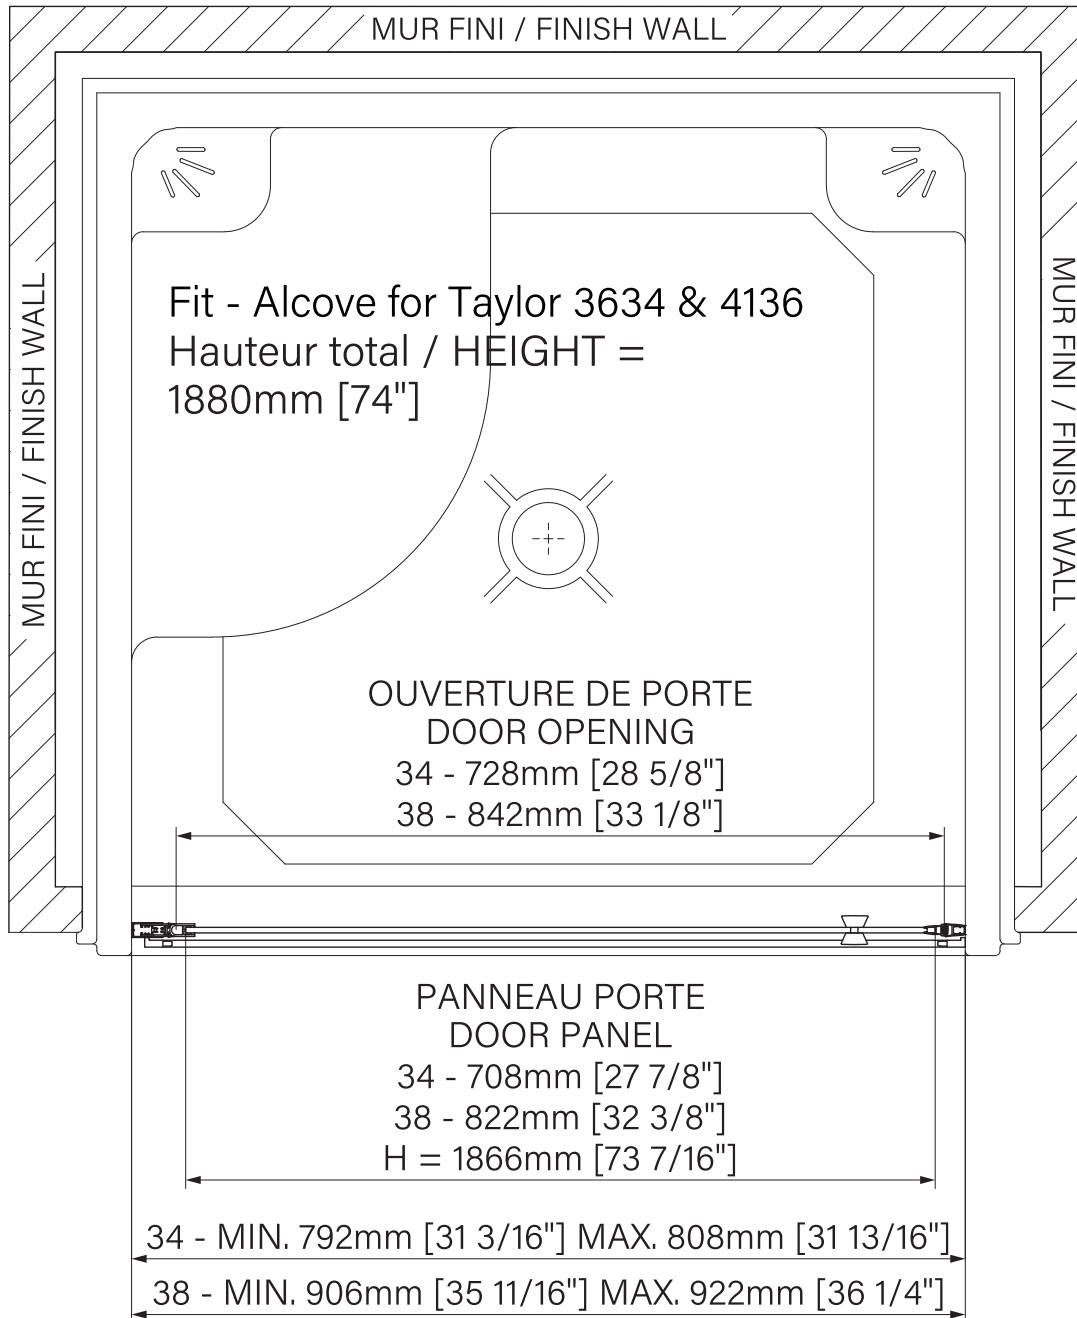 MUR FINI / FINISH WALL
MUR FINI / FINISH WALL
MUR FINI / FINISH WALL
Fit - Alcove for Taylor 3634 & 4136
Hauteur total / HEIGHT =
1880mm [74"]
OUVERTURE DE PORTE
DOOR OPENING
34 - 728mm [28 5/8"]
38 - 842mm [33 1/8"]
PANNEAU PORTE
DOOR PANEL
34 - 708mm [27 7/8"]
38 - 822mm [32 3/8"]
H = 1866mm [73 7/16"]
34 - MIN. 792mm [31 3/16"] MAX. 808mm [31 13/16"]
38 - MIN. 906mm [35 11/16"] MAX. 922mm [36 1/4"]